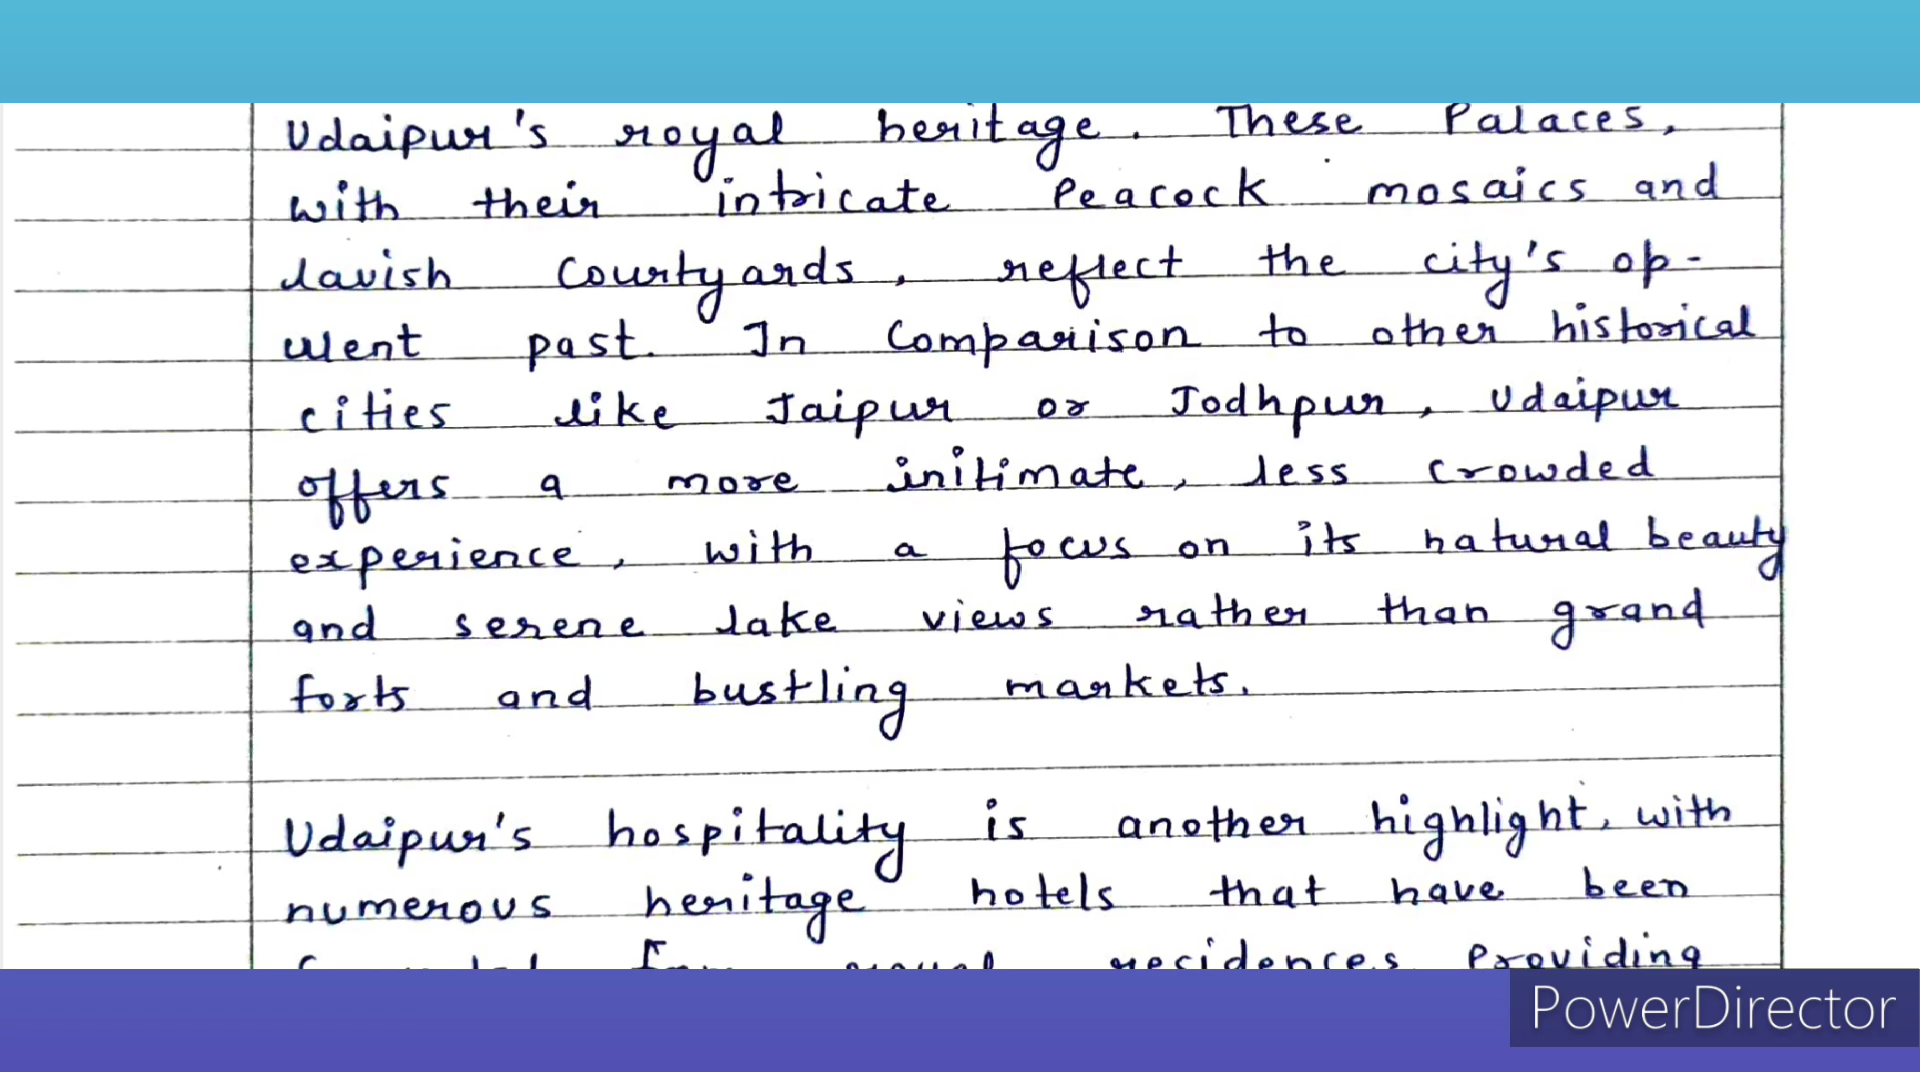 Udaipur's royal heritage. These Palaces,
with their intricate Peacock mosaics and
lavish Courtyards, reflect the city's op-
ulent past. In Comparison to other historical
cities like Jaipur or Jodhpur, Udaipur
offers a more initimate, less crowded
experience, with a focus on its natural beauty
and serene lake views rather than grand
forts and bustling markets.
Udaipur's hospitality is another highlight, with
numerous heritage hotels that have been
residences Providing
PowerDirector